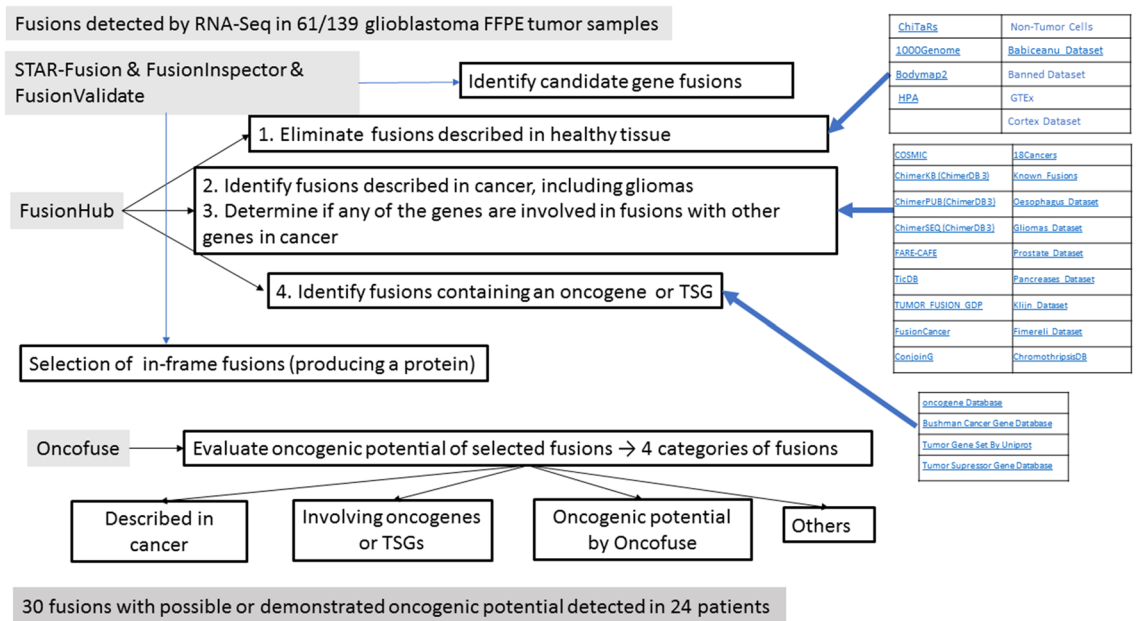 Fusions detected by RNA-Seq in 61/139 glioblastoma FFPE tumor samples
STAR-Fusion & FusionInspector &
FusionValidate
Identify candidate gene fusions
ChiTaRs Non-Tumor Cells
1000Genome Babiceanu_Dataset
Bodymap2 Banned Dataset
HPA GTEx
Cortex Dataset
1. Eliminate fusions described in healthy tissue
FusionHub
2. Identify fusions described in cancer, including gliomas
3. Determine if any of the genes are involved in fusions with other
genes in cancer
COSMIC 18Cancers
ChimerKB (ChimerDB3) Known_Fusions
ChimerPUB(ChimerDB3) Oesophagus_Dataset
ChimerSEQ (ChimerDB3) Gliomas_Dataset
FARE-CAFE Prostate_Dataset
TicDB Pancreases_Dataset
TUMOR_FUSION_GDP Klijn_Dataset
FusionCancer Fimereli_Dataset
ConjoinG ChromothripsisDB
4. Identify fusions containing an oncogene or TSG
Selection of in-frame fusions (producing a protein)
oncogene Database
Bushman Cancer Gene Database
Tumor Gene Set By Uniprot
Tumor Supressor Gene Database
Oncofuse
Evaluate oncogenic potential of selected fusions → 4 categories of fusions
Described in
cancer
Involving oncogenes
or TSGs
Oncogenic potential
by Oncofuse
Others
30 fusions with possible or demonstrated oncogenic potential detected in 24 patients